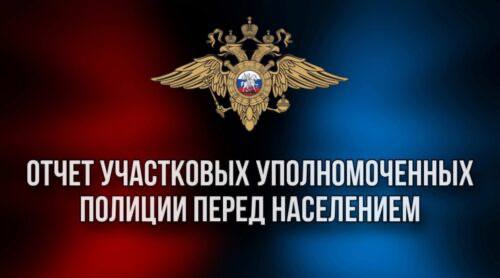 ОТЧЕТ УЧАСТКОВЫХ УПОЛНОМОЧЕННЫХ
ПОЛИЦИИ ПЕРЕД НАСЕЛЕНИЕМ